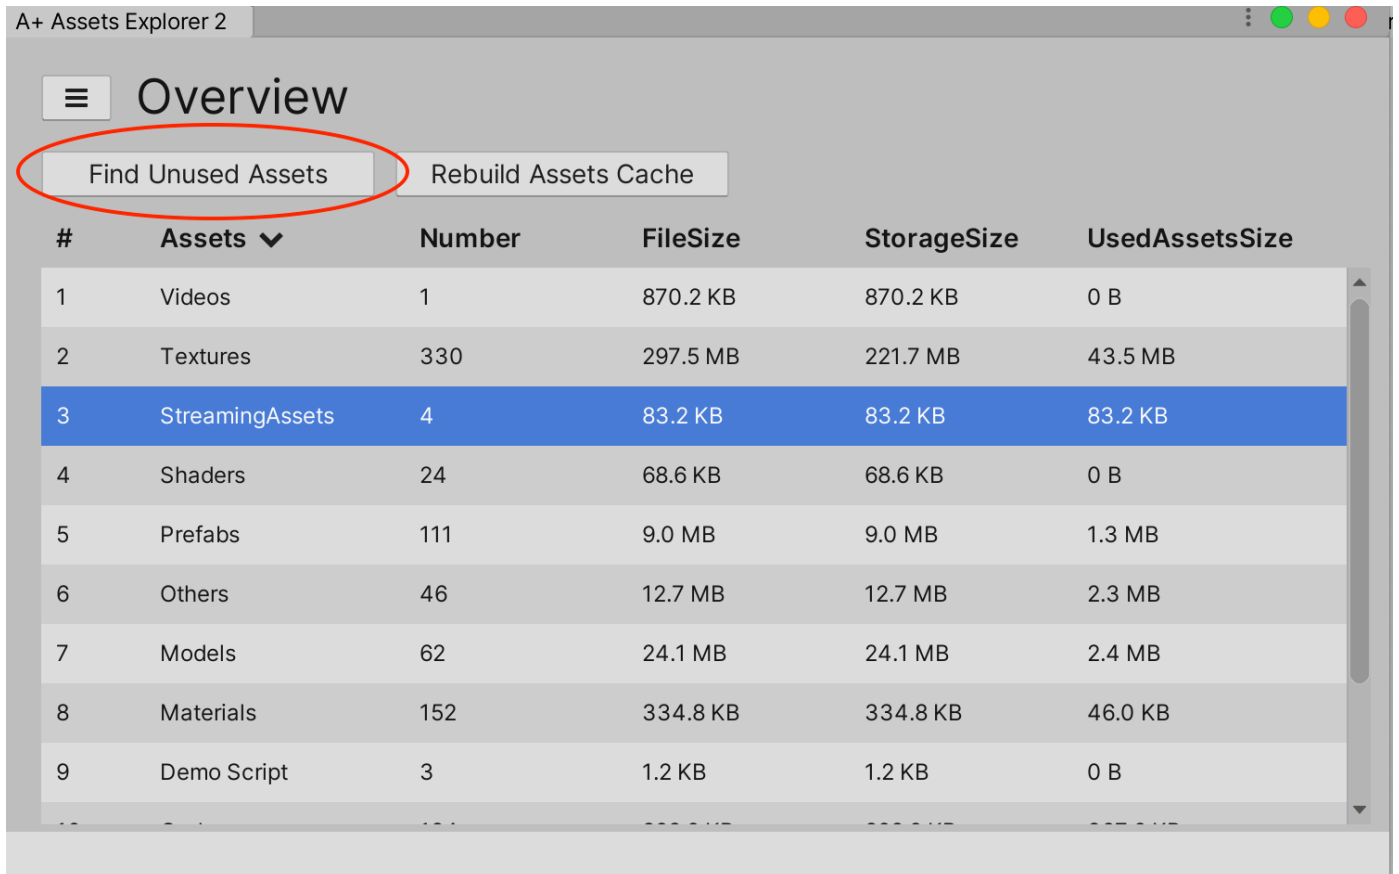 A+ Assets Explorer 2
Overview
Find Unused Assets Rebuild Assets Cache
# Assets Number FileSize StorageSize UsedAssetsSize
1 Videos 1 870.2 KB 870.2 KB 0 B
2 Textures 330 297.5 MB 221.7 MB 43.5 MB
3 StreamingAssets 4 83.2 KB 83.2 KB 83.2 KB
4 Shaders 24 68.6 KB 68.6 KB 0 B
5 Prefabs 111 9.0 MB 9.0 MB 1.3 MB
6 Others 46 12.7 MB 12.7 MB 2.3 MB
7 Models 62 24.1 MB 24.1 MB 2.4 MB
8 Materials 152 334.8 KB 334.8 KB 46.0 KB
9 Demo Script 3 1.2 KB 1.2 KB 0 B